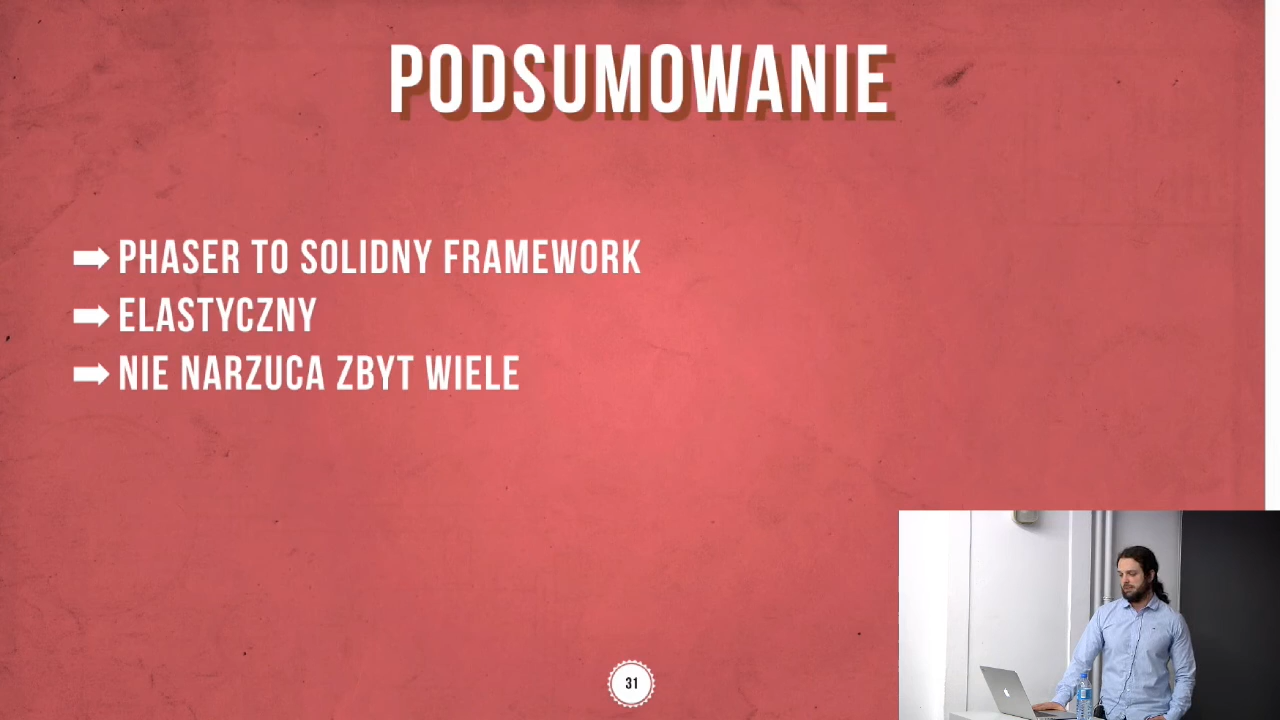 PODSUMOWANIE
PHASER TO SOLIDNY FRAMEWORK
ELASTYCZNY
NIE NARZUCA ZBYT WIELE
31